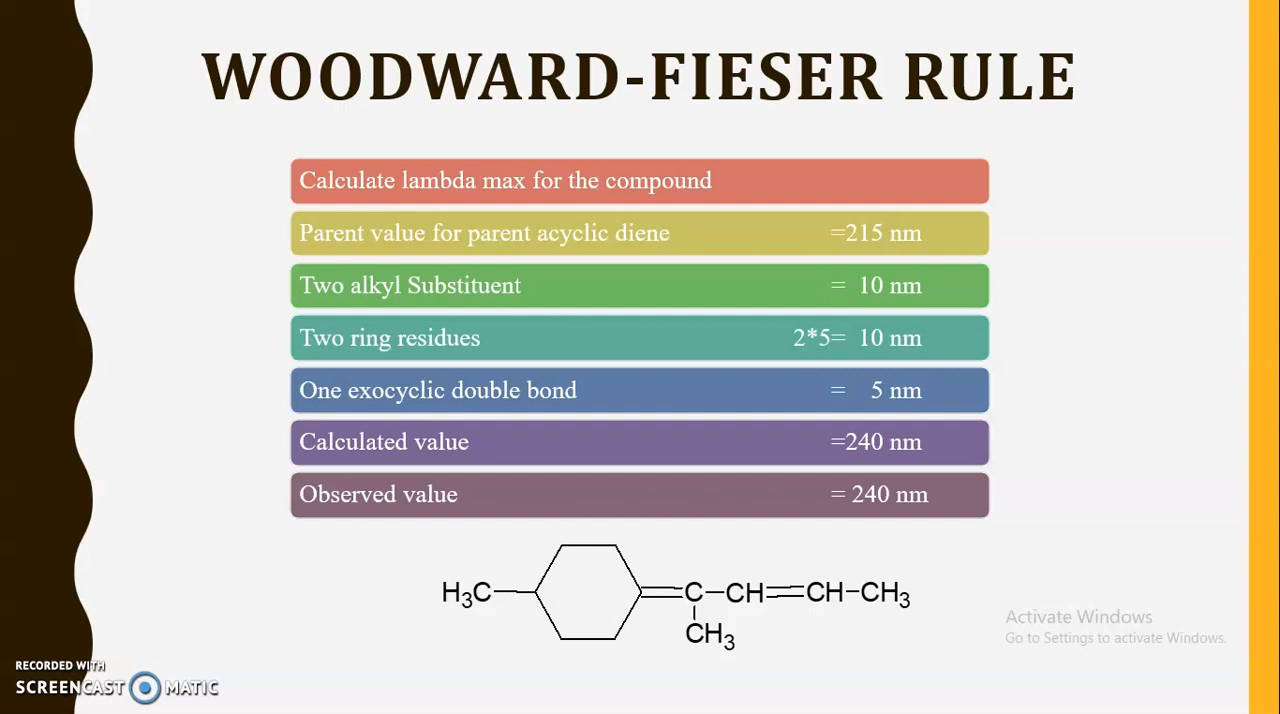 WOODWARD-FIESER RULE
Calculate lambda max for the compound
Parent value for parent acyclic diene =215 nm
Two alkyl Substituent = 10 nm
Two ring residues 2*5= 10 nm
One exocyclic double bond = 5 nm
Calculated value =240 nm
Observed value = 240 nm
H3C C CH CH CH3
CH3
Activate Windows
Go to Settings to activate Windows.
RECORDED WITH
SCREENCAST MATIC